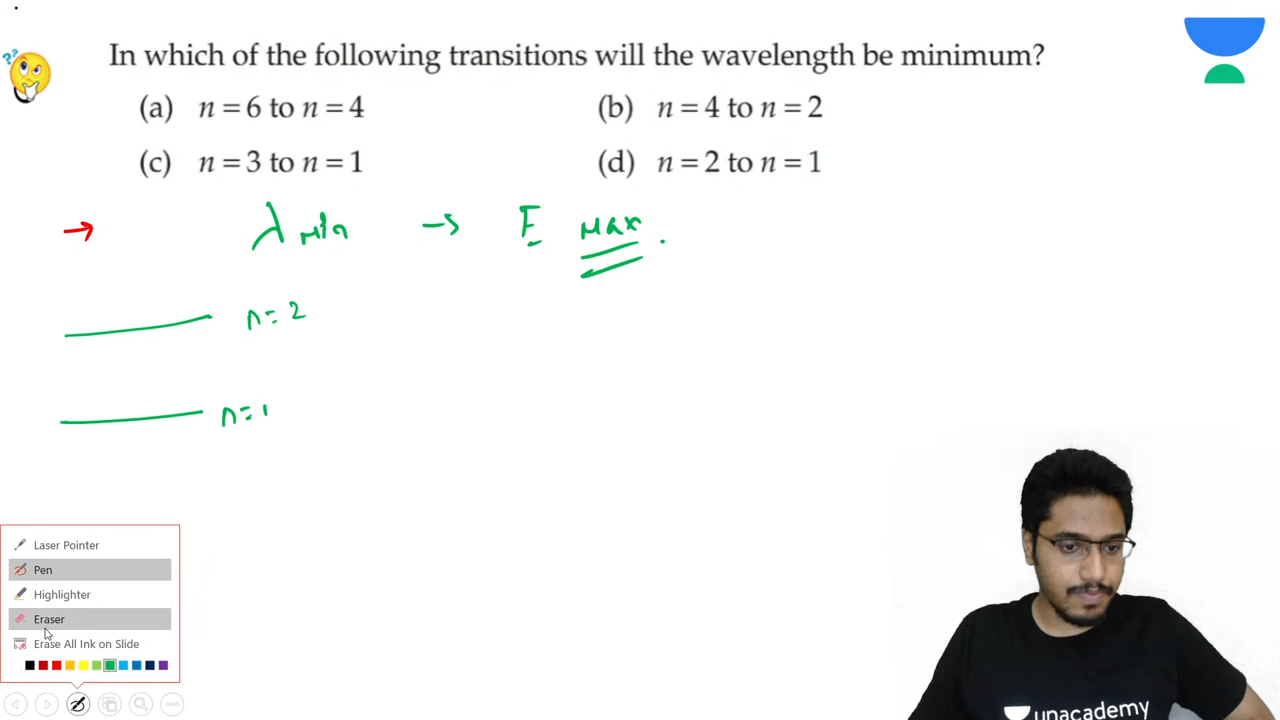 In which of the following transitions will the wavelength be minimum?
(a) n = 6 to n = 4
(b) n = 4 to n = 2
(c) n = 3 to n = 1
(d) n = 2 to n = 1
→ λ min → E Max.
n = 2
n = 1
Laser Pointer
Pen
Highlighter
Eraser
Erase All Ink on Slide
unacademy